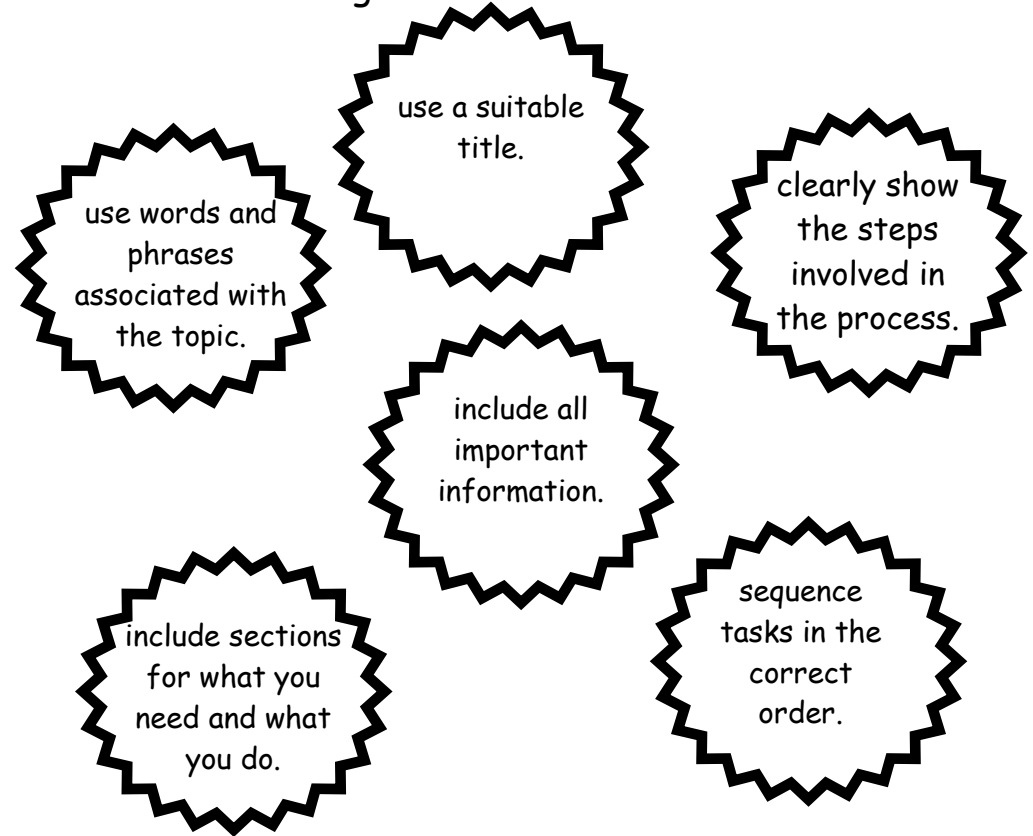 use a suitable
title.
use words and
phrases
associated with
the topic.
clearly show
the steps
involved in
the process.
include all
important
information.
include sections
for what you
need and what
you do.
sequence
tasks in the
correct
order.